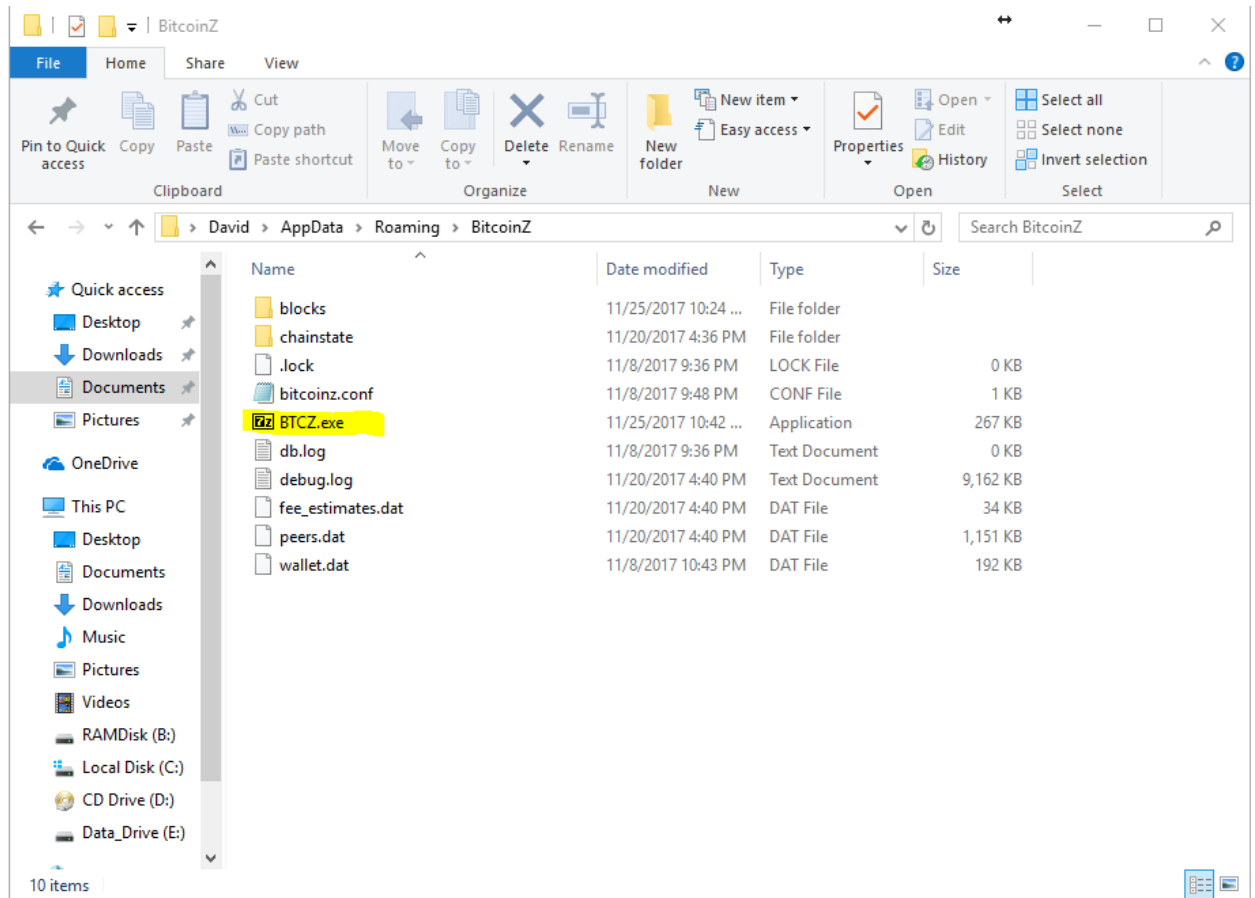 BitcoinZ
File Home Share View
Pin to Quick access
Copy
Paste
Cut
Copy path
Paste shortcut
Clipboard
Move to
Copy to
Delete
Rename
Organize
New folder
New item
Easy access
New
Properties
Open
Edit
History
Open
Select all
Select none
Invert selection
Select
David > AppData > Roaming > BitcoinZ
Search BitcoinZ
Quick access
Desktop
Downloads
Documents
Pictures
OneDrive
This PC
Desktop
Documents
Downloads
Music
Pictures
Videos
RAMDisk (B:)
Local Disk (C:)
CD Drive (D:)
Data_Drive (E:)
Name Date modified Type Size
blocks 11/25/2017 10:24 ... File folder
chainstate 11/20/2017 4:36 PM File folder
.lock 11/8/2017 9:36 PM LOCK File 0 KB
bitcoinz.conf 11/8/2017 9:48 PM CONF File 1 KB
BTCZ.exe 11/25/2017 10:42 ... Application 267 KB
db.log 11/8/2017 9:36 PM Text Document 0 KB
debug.log 11/20/2017 4:40 PM Text Document 9,162 KB
fee_estimates.dat 11/20/2017 4:40 PM DAT File 34 KB
peers.dat 11/20/2017 4:40 PM DAT File 1,151 KB
wallet.dat 11/8/2017 10:43 PM DAT File 192 KB
10 items